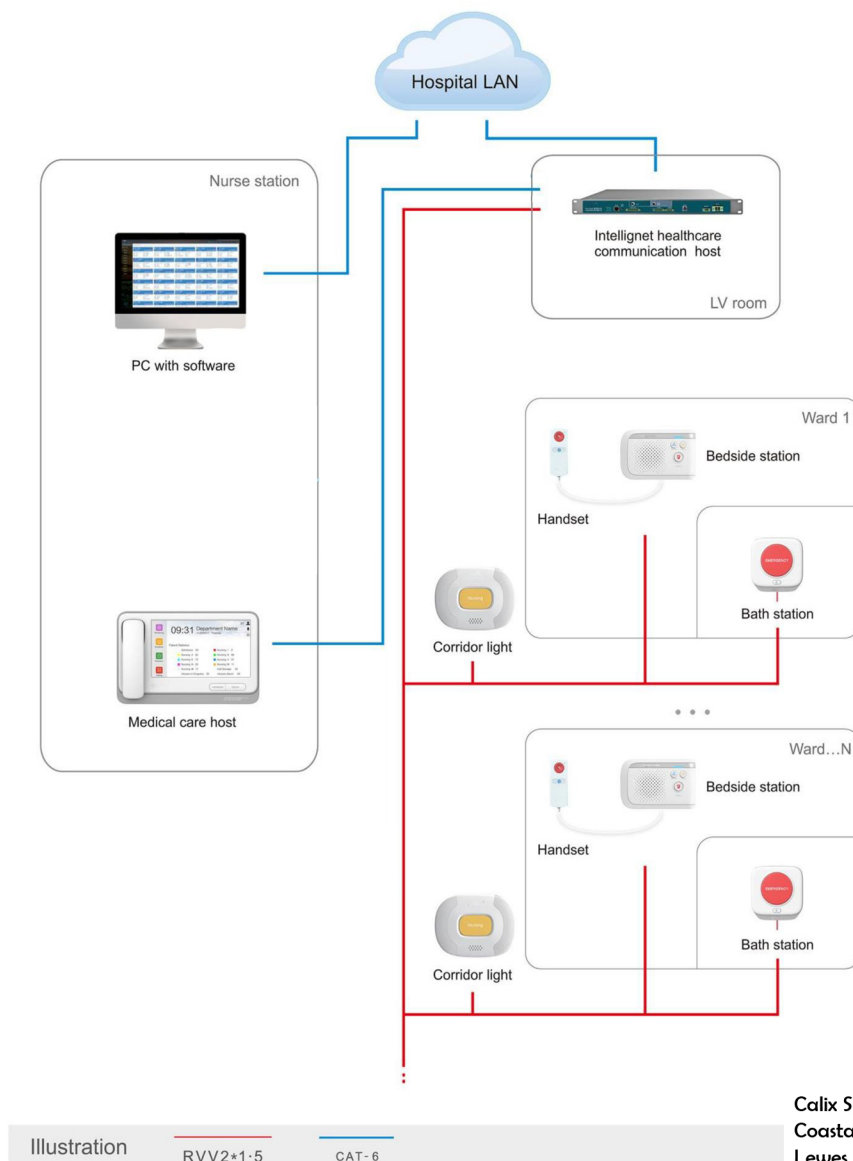 Hospital LAN
Nurse station
PC with software
Intellignet healthcare
communication host
LV room
Ward 1
Bedside station
Handset
EMERGENCY
Bath station
Corridor light
09:31 Department Name
Medical care host
Ward...N
Bedside station
Handset
EMERGENCY
Bath station
Corridor light
Illustration
RVV2*1·5
CAT-6
Calix S
Coasta
Lewes